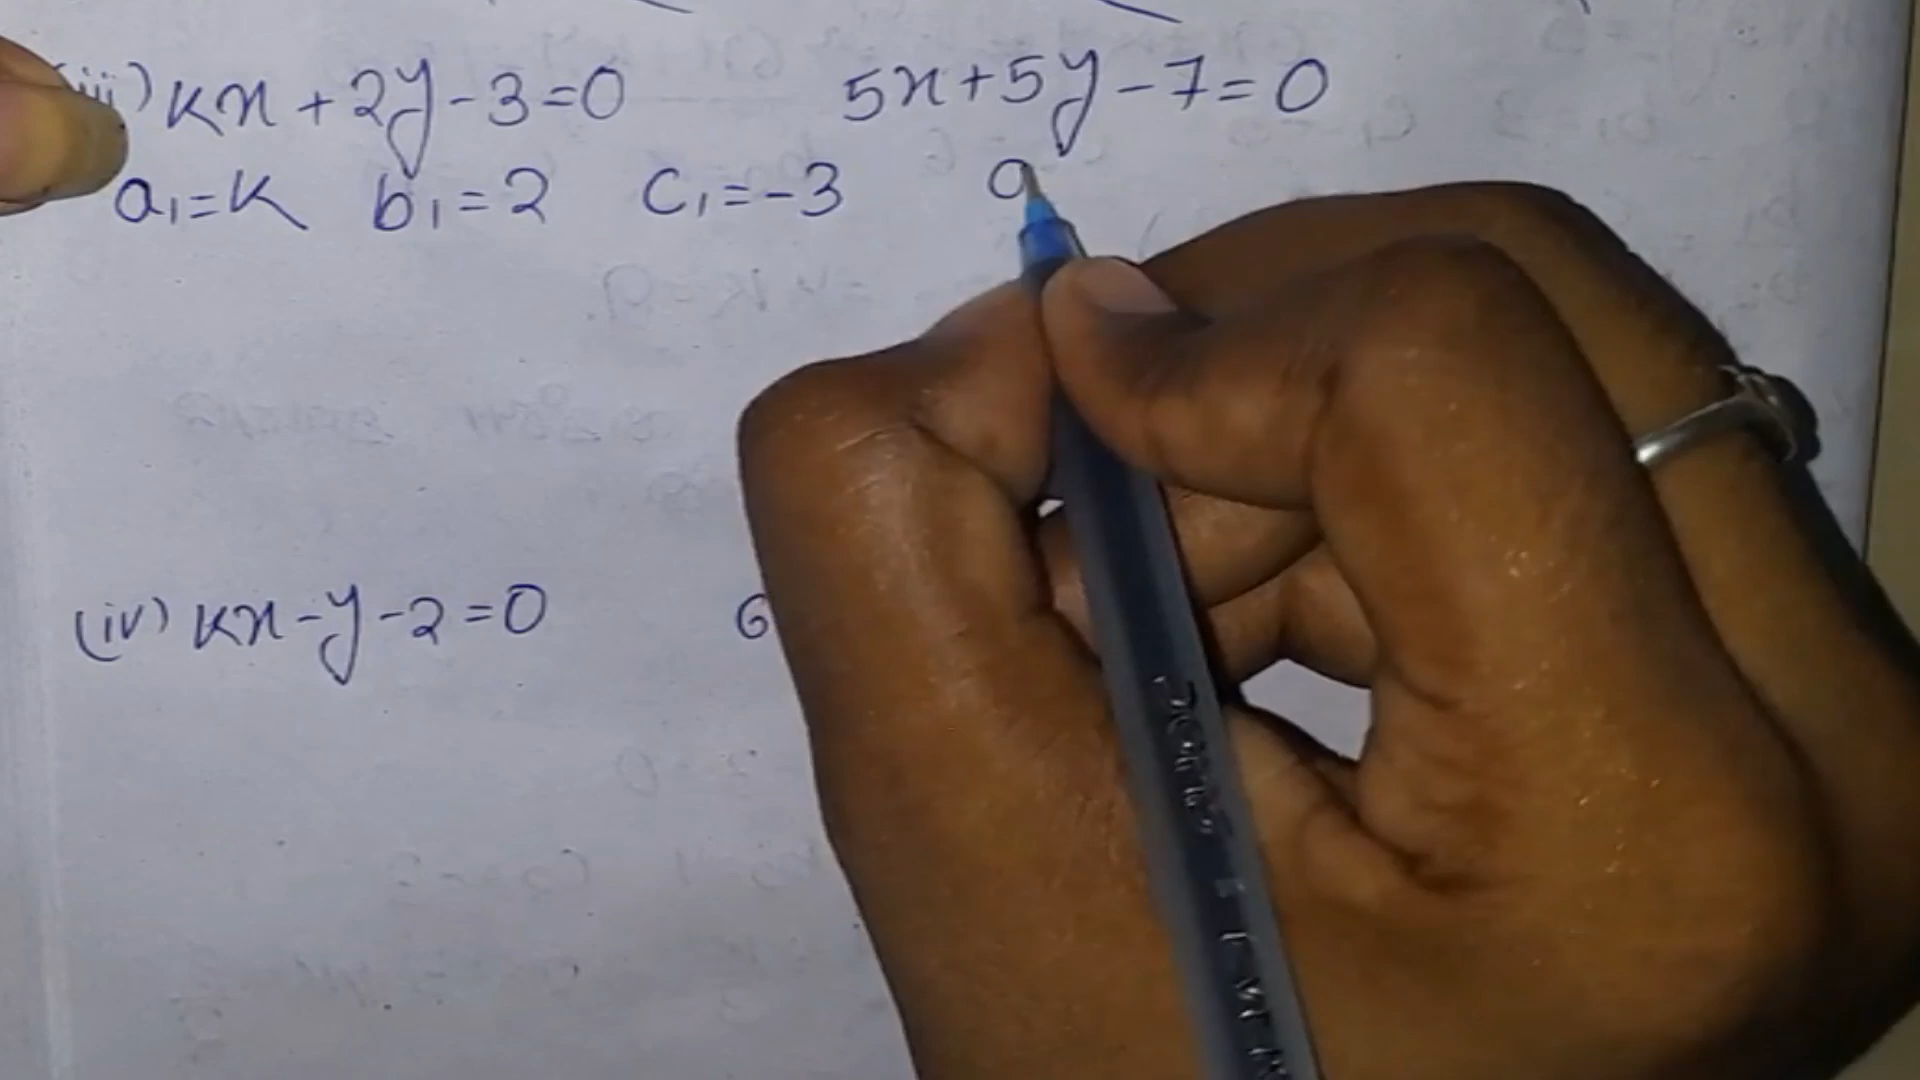 (iii) kx + 2y - 3 = 0 5x + 5y - 7 = 0
a₁ = k b₁ = 2 c₁ = -3 a
(iv) kx - y - 2 = 0 6